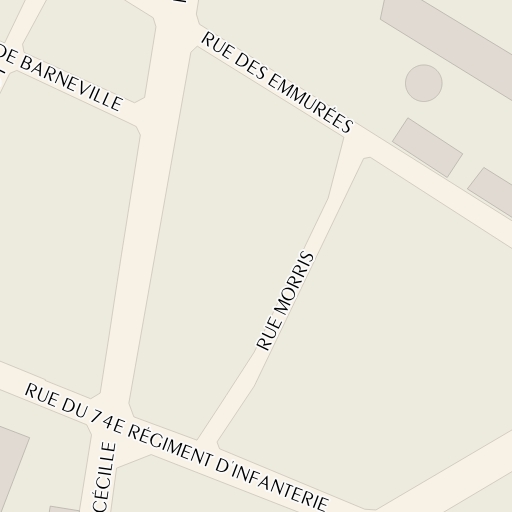 DE BARNEVILLE
RUE DES EMMURÉES
RUE MORRIS
RUE DU 74E RÉGIMENT D'INFANTERIE
CÉCILLE